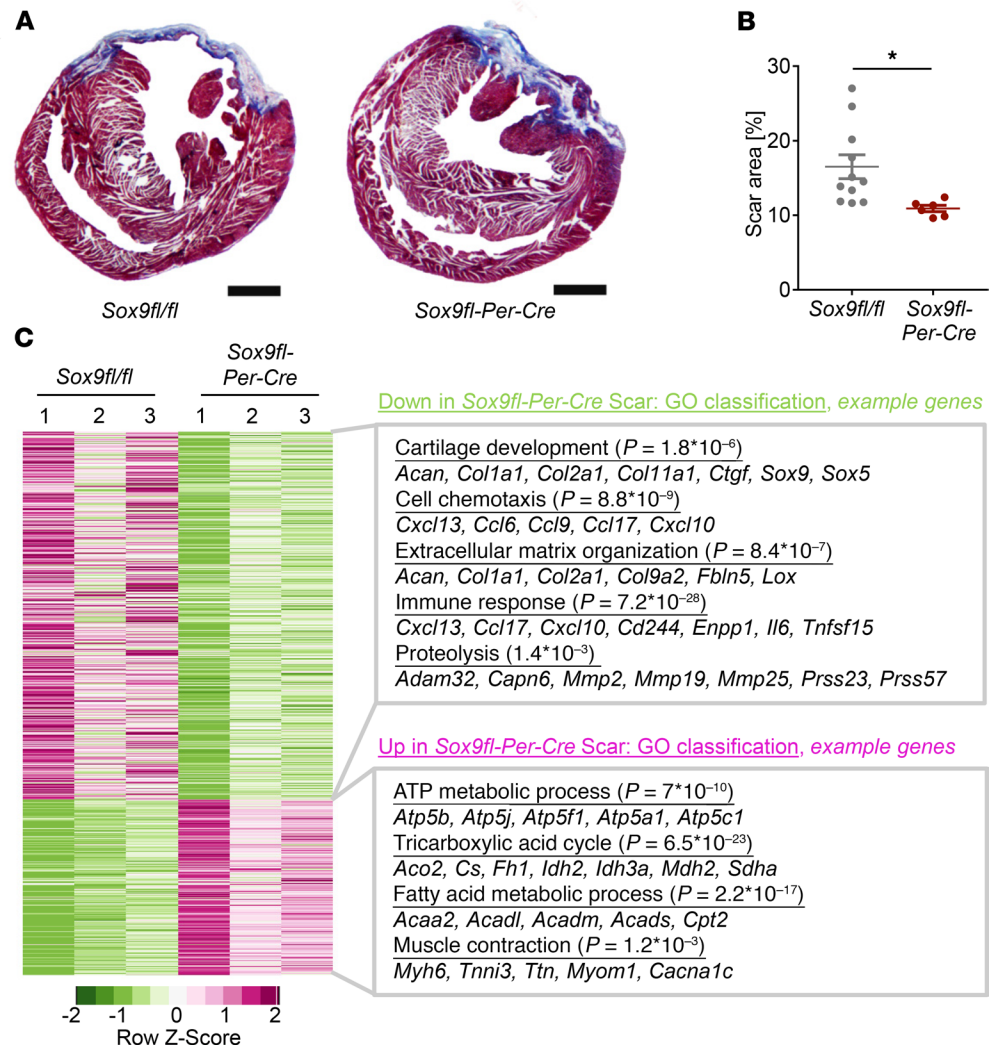 A
Sox9fl/fl
Sox9fl-Per-Cre
B
Scar area [%]
30
20
10
0
*
Sox9fl/fl
Sox9fl-
Per-Cre
C
Sox9fl/fl
Sox9fl-
Per-Cre
1 2 3 1 2 3
Down in Sox9fl-Per-Cre Scar: GO classification, example genes
Cartilage development (P = 1.8*10⁻⁶)
Acan, Col1a1, Col2a1, Col11a1, Ctgf, Sox9, Sox5
Cell chemotaxis (P = 8.8*10⁻⁹)
Cxcl13, Ccl6, Ccl9, Ccl17, Cxcl10
Extracellular matrix organization (P = 8.4*10⁻⁷)
Acan, Col1a1, Col2a1, Col9a2, Fbln5, Lox
Immune response (P = 7.2*10⁻²⁸)
Cxcl13, Ccl17, Cxcl10, Cd244, Enpp1, Il6, Tnfsf15
Proteolysis (1.4*10⁻³)
Adam32, Capn6, Mmp2, Mmp19, Mmp25, Prss23, Prss57
Up in Sox9fl-Per-Cre Scar: GO classification, example genes
ATP metabolic process (P = 7*10⁻¹⁰)
Atp5b, Atp5j, Atp5f1, Atp5a1, Atp5c1
Tricarboxylic acid cycle (P = 6.5*10⁻²³)
Aco2, Cs, Fh1, Idh2, Idh3a, Mdh2, Sdha
Fatty acid metabolic process (P = 2.2*10⁻¹⁷)
Acaa2, Acadl, Acadm, Acads, Cpt2
Muscle contraction (P = 1.2*10⁻³)
Myh6, Tnni3, Ttn, Myom1, Cacna1c
-2 -1 0 1 2
Row Z-Score